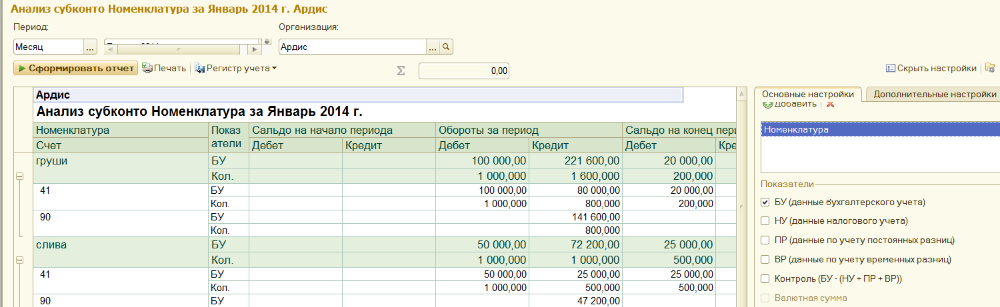 Анализ субконто Номенклатура за Январь 2014 г. Ардис
Период: Организация:
Месяц ... Ардис ...
Сформировать отчет Печать Регистр учета Σ 0,00 Скрыть настройки
Ардис Основные настройки Дополнительные настройки
Анализ субконто Номенклатура за Январь 2014 г. Добавить
Номенклатура Показ Сальдо на начало периода Обороты за период Сальдо на конец Номенклатура
Счет атели Дебет Кредит Дебет Кредит Дебет
груши БУ 100 000,00 221 600,00 20 000,00
Кол. 1 000,000 1 600,000 200,000 Показатели
41 БУ 100 000,00 80 000,00 20 000,00 БУ (данные бухгалтерского учета)
Кол. 1 000,000 800,000 200,000
90 БУ 141 600,00 НУ (данные налогового учета)
Кол. 800,000
слива БУ 50 000,00 72 200,00 25 000,00 ПР (данные по учету постоянных разниц)
Кол. 1 000,000 1 000,000 500,000 ВР (данные по учету временных разниц)
41 БУ 50 000,00 25 000,00 25 000,00 Контроль (БУ - (НУ + ПР + ВР))
Кол. 1 000,000 500,000 500,000
90 БУ 47 200,00 Валютная сумма